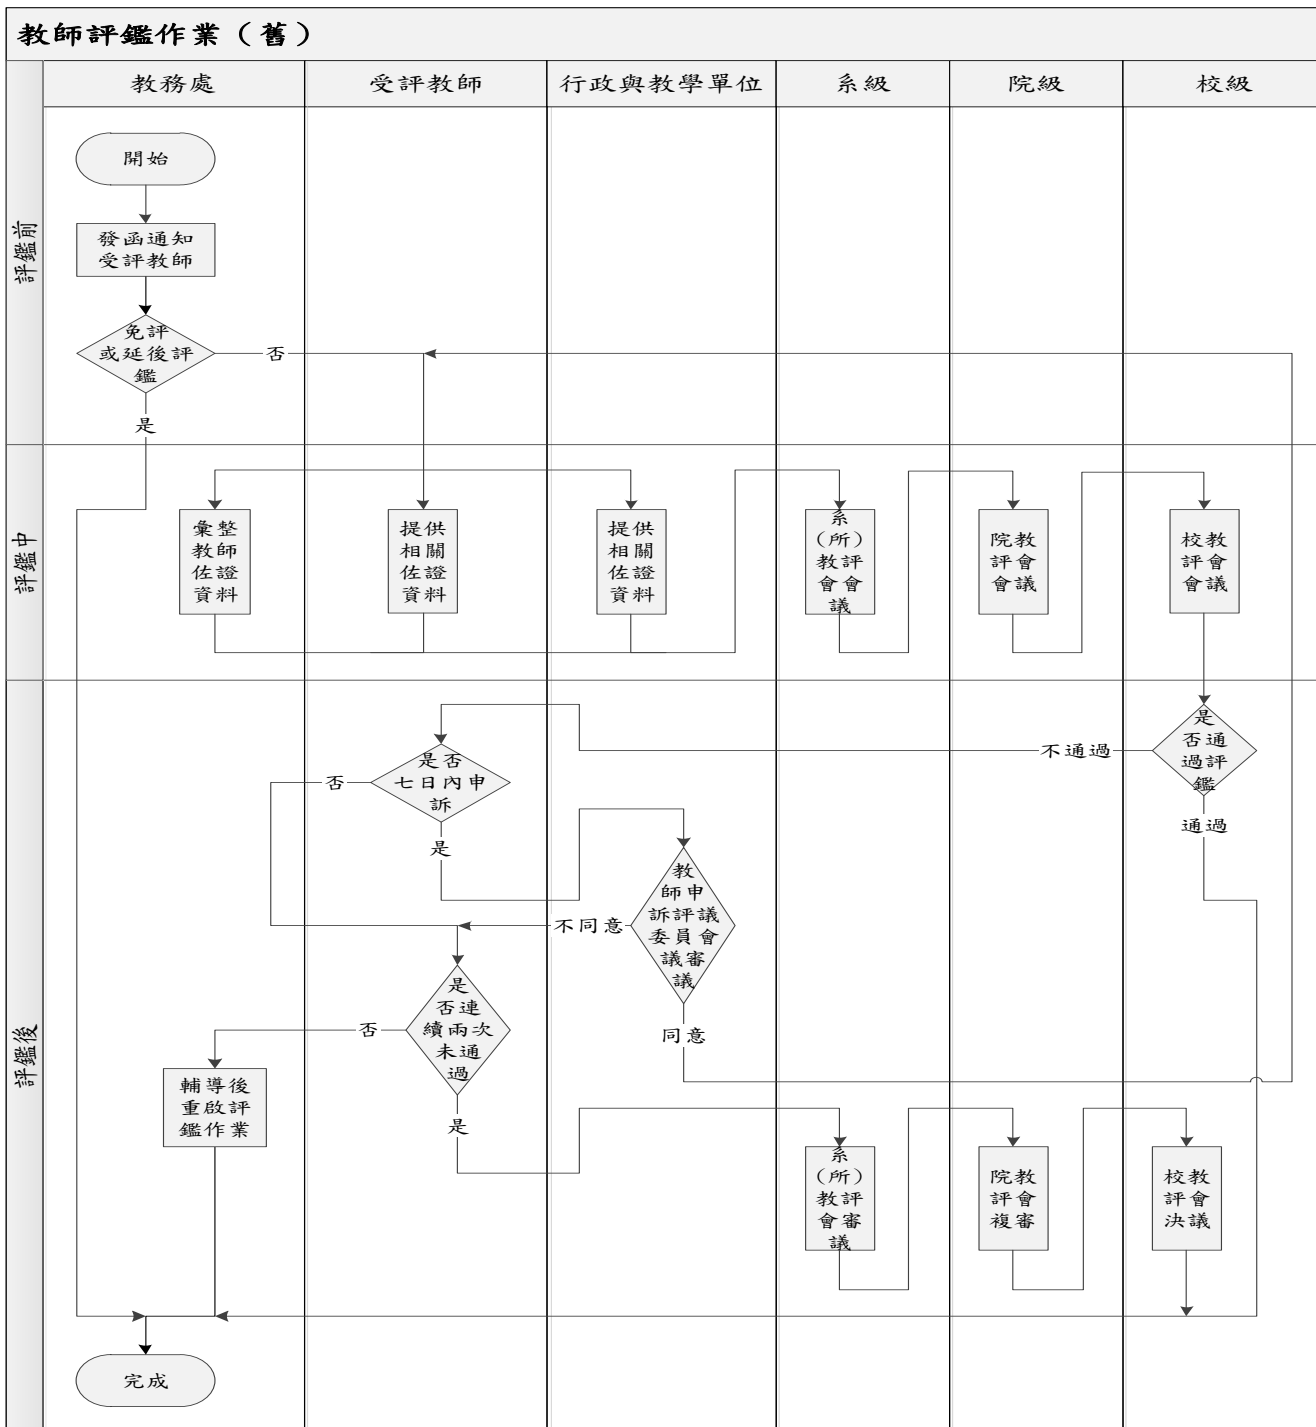 教師評鑑作業（舊）
教務處
受評教師
行政與教學單位
系級
院級
校級
評鑑前
開始
發函通知
受評教師
免評
或延後評
鑑
否
是
評鑑中
彙整
教師
佐證
資料
提供
相關
佐證
資料
提供
相關
佐證
資料
系
（所）
教評
會會
議
院教
評會
會議
校教
評會
會議
評鑑後
是
否通
過評
鑑
不通過
通過
是否
七日內申
訴
否
是
教
師申
訴評議
委員會
議審
議
不同意
同意
是
否連
續兩次
未通
過
否
是
輔導後
重啟評
鑑作業
系
（所）
教評
會審
議
院教
評會
複審
校教
評會
決議
完成